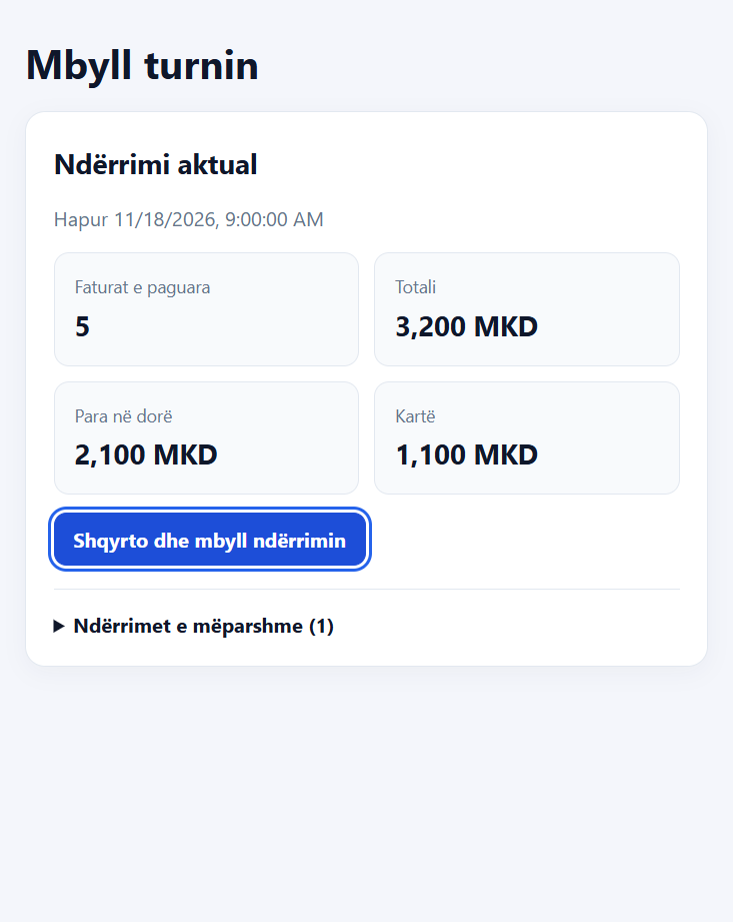 Mbyll turnin
Ndërrimi aktual
Hapur 11/18/2026, 9:00:00 AM
Faturat e paguara
5
Totali
3,200 MKD
Para në dorë
2,100 MKD
Kartë
1,100 MKD
Shqyrto dhe mbyll ndërrimin
Ndërrimet e mëparshme (1)